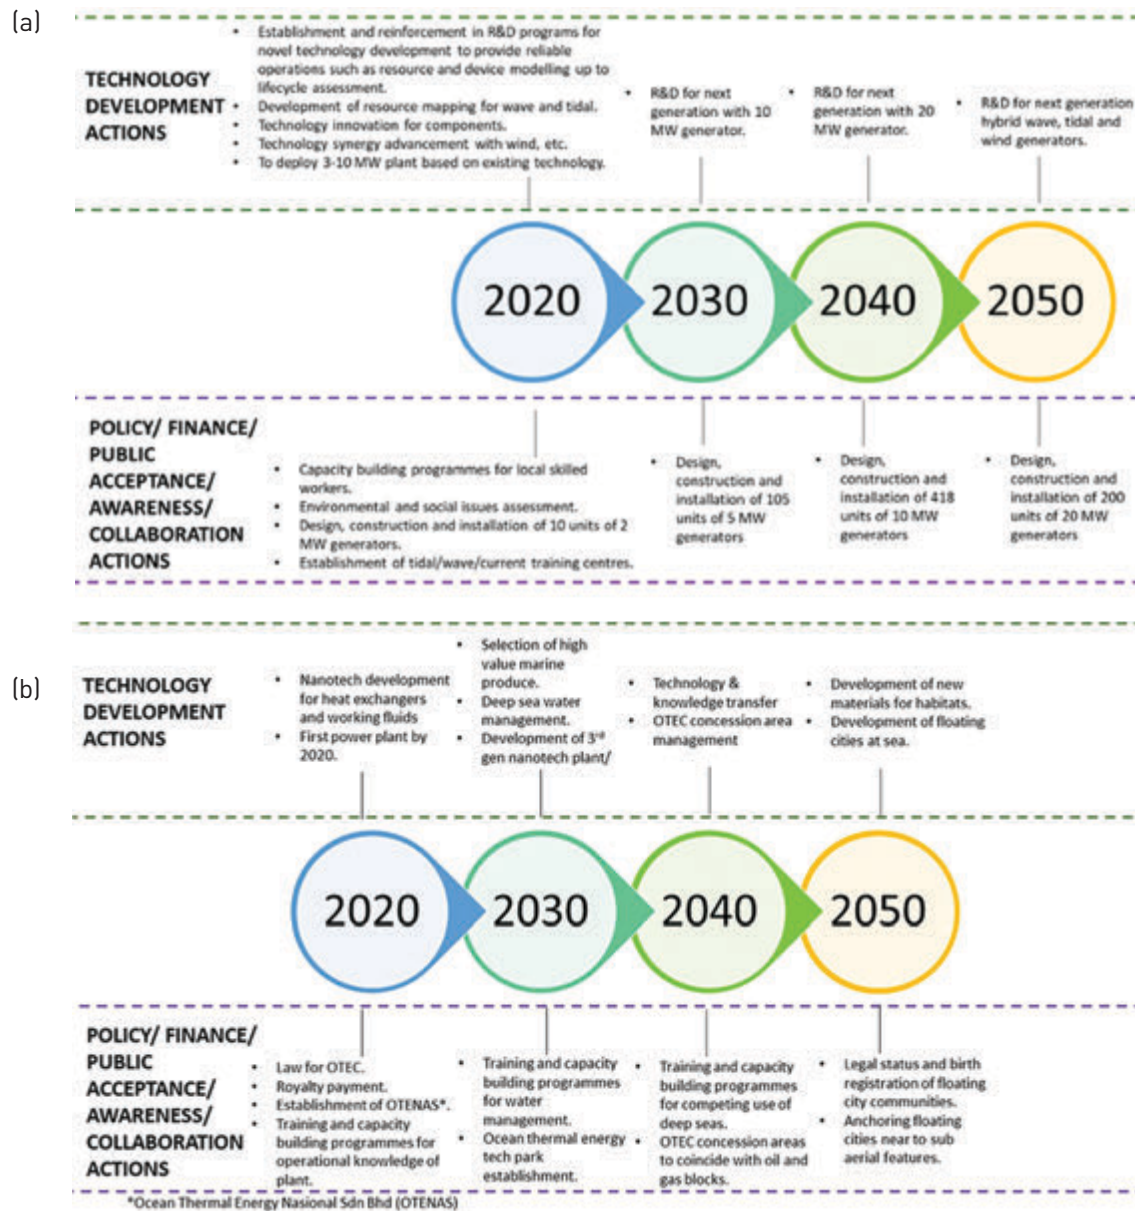 (a)
TECHNOLOGY
DEVELOPMENT
ACTIONS
• Establishment and reinforcement in R&D programs for
novel technology development to provide reliable
operations such as resource and device modelling up to
lifecycle assessment.
• Development of resource mapping for wave and tidal.
• Technology innovation for components.
• Technology synergy advancement with wind, etc.
• To deploy 3-10 MW plant based on existing technology.
• R&D for next
generation with 10
MW generator.
• R&D for next
generation with 20
MW generator.
• R&D for next generation
hybrid wave, tidal and
wind generators.
2020
2030
2040
2050
POLICY/ FINANCE/
PUBLIC
ACCEPTANCE/
AWARENESS/
COLLABORATION
ACTIONS
• Capacity building programmes for local skilled
workers.
• Environmental and social issues assessment.
• Design, construction and installation of 10 units of 2
MW generators.
• Establishment of tidal/wave/current training centres.
• Design,
construction and
installation of 105
units of 5 MW
generators
• Design,
construction and
installation of 418
units of 10 MW
generators
• Design,
construction and
installation of 200
units of 20 MW
generators
(b)
TECHNOLOGY
DEVELOPMENT
ACTIONS
• Nanotech development
for heat exchangers
and working fluids
• First power plant by
2020.
• Selection of high
value marine
produce.
• Deep sea water
management.
• Development of 3rd
gen nanotech plant/
• Technology &
knowledge transfer
• OTEC concession area
management
• Development of new
materials for habitats.
• Development of floating
cities at sea.
2020
2030
2040
2050
POLICY/ FINANCE/
PUBLIC
ACCEPTANCE/
AWARENESS/
COLLABORATION
ACTIONS
• Law for OTEC.
• Royalty payment.
• Establishment of OTENAS*.
• Training and capacity
building programmes for
operational knowledge of
plant.
• Training and capacity
building programmes
for water
management.
• Ocean thermal energy
tech park
establishment.
• Training and capacity
building programmes
for competing use of
deep seas.
• OTEC concession areas
to coincide with oil and
gas blocks.
• Legal status and birth
registration of floating
city communities.
• Anchoring floating
cities near to sub
aerial features.
*Ocean Thermal Energy Nasional Sdn Bhd (OTENAS)